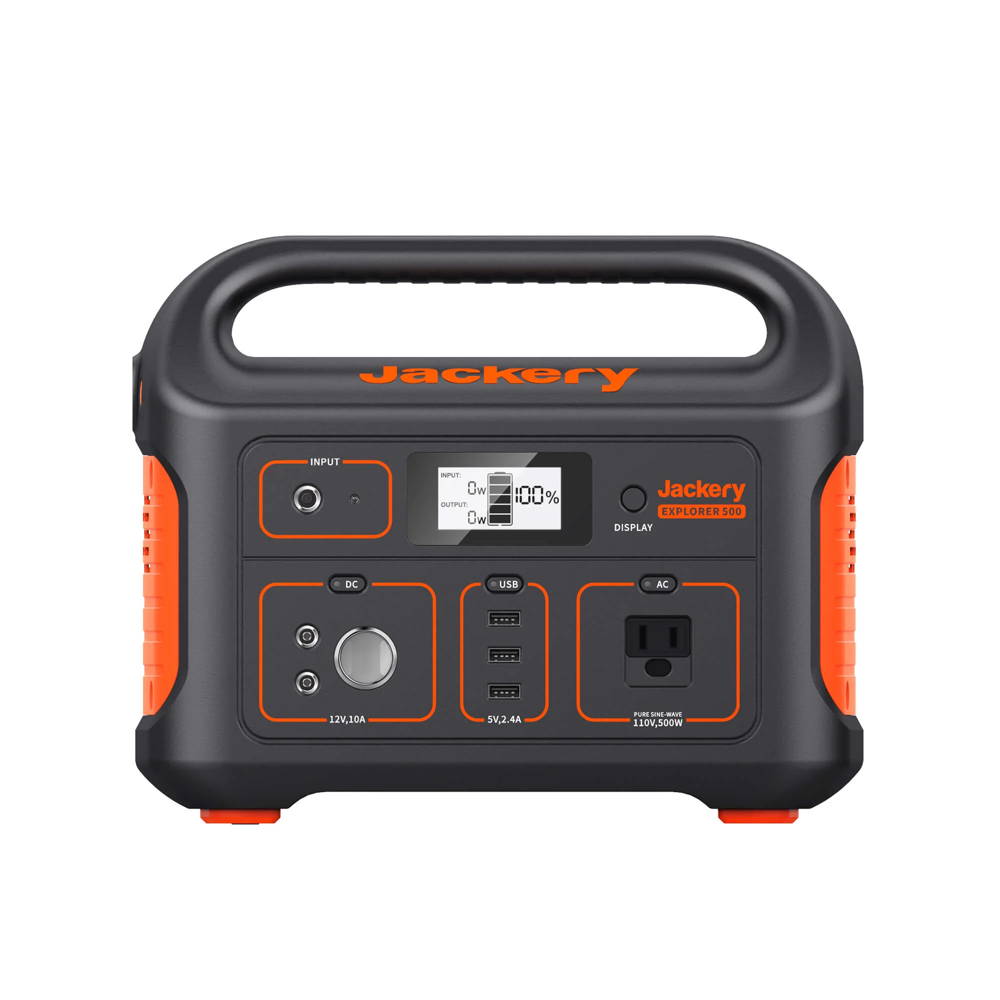 Jackery
INPUT
INPUT:
0W
100%
OUTPUT:
0W
DISPLAY
Jackery
EXPLORER 500
DC
USB
AC
12V,10A
5V,2.4A
PURE SINE-WAVE
110V,500W